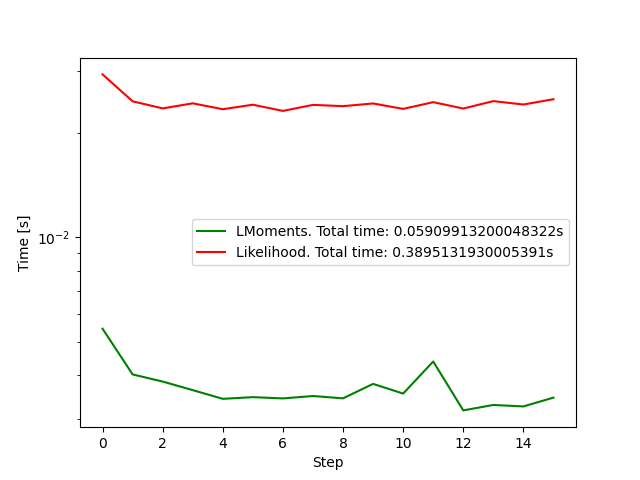 Time [s]
10⁻²
LMoments. Total time: 0.05909913200048322s
Likelihood. Total time: 0.3895131930005391s
0 2 4 6 8 10 12 14
Step